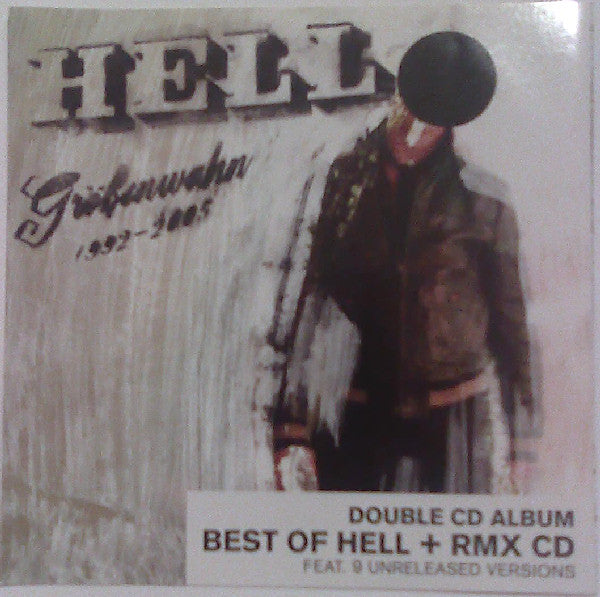 HELL
Größenwahn
1992-2005
DOUBLE CD ALBUM
BEST OF HELL + RMX CD
FEAT. 9 UNRELEASED VERSIONS